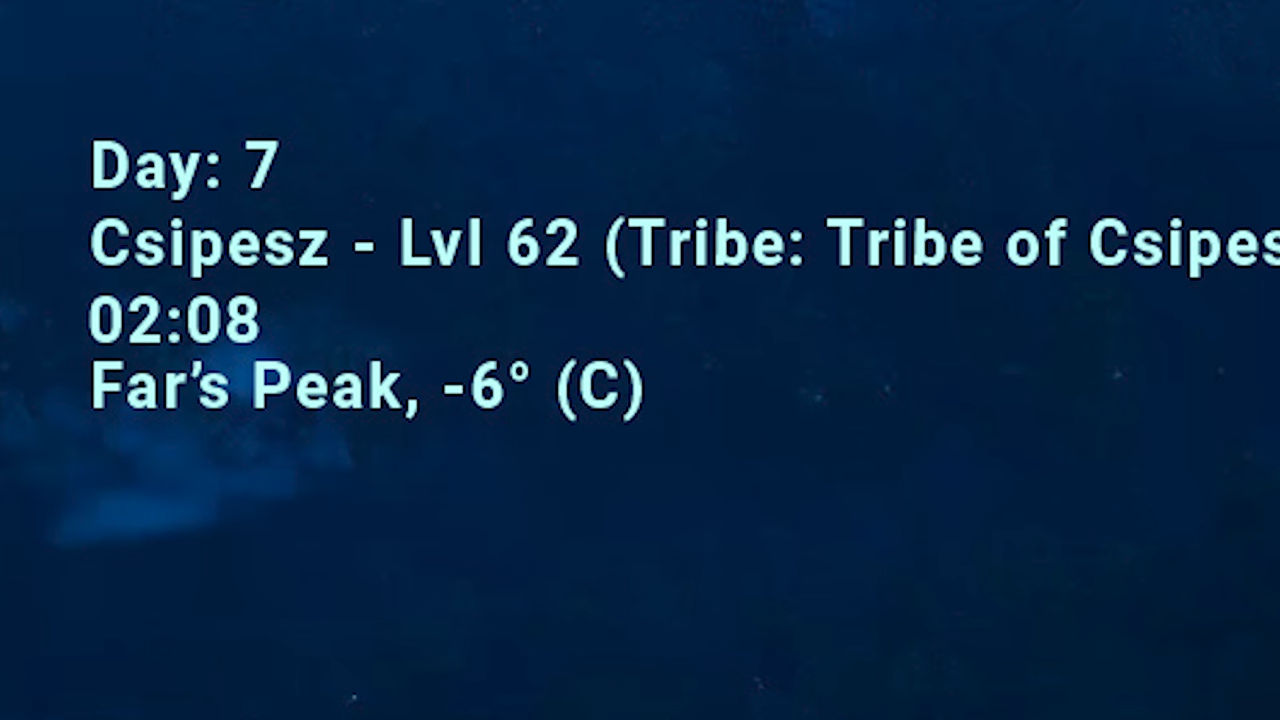 Day: 7
Csipesz - Lvl 62 (Tribe: Tribe of Csipes
02:08
Far’s Peak, -6° (C)